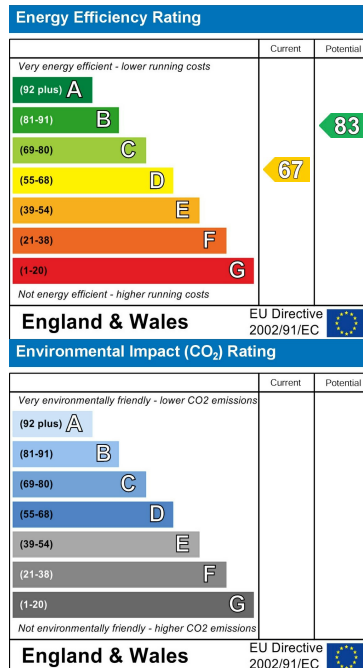 Energy Efficiency Rating
Current Potential
Very energy efficient - lower running costs
(92 plus) A
(81-91) B
83
(69-80) C
67
(55-68) D
(39-54) E
(21-38) F
(1-20) G
Not energy efficient - higher running costs
England & Wales
EU Directive
2002/91/EC
Environmental Impact (CO₂) Rating
Current Potential
Very environmentally friendly - lower CO2 emissions
(92 plus) A
(81-91) B
(69-80) C
(55-68) D
(39-54) E
(21-38) F
(1-20) G
Not environmentally friendly - higher CO2 emissions
England & Wales
EU Directive
2002/91/EC